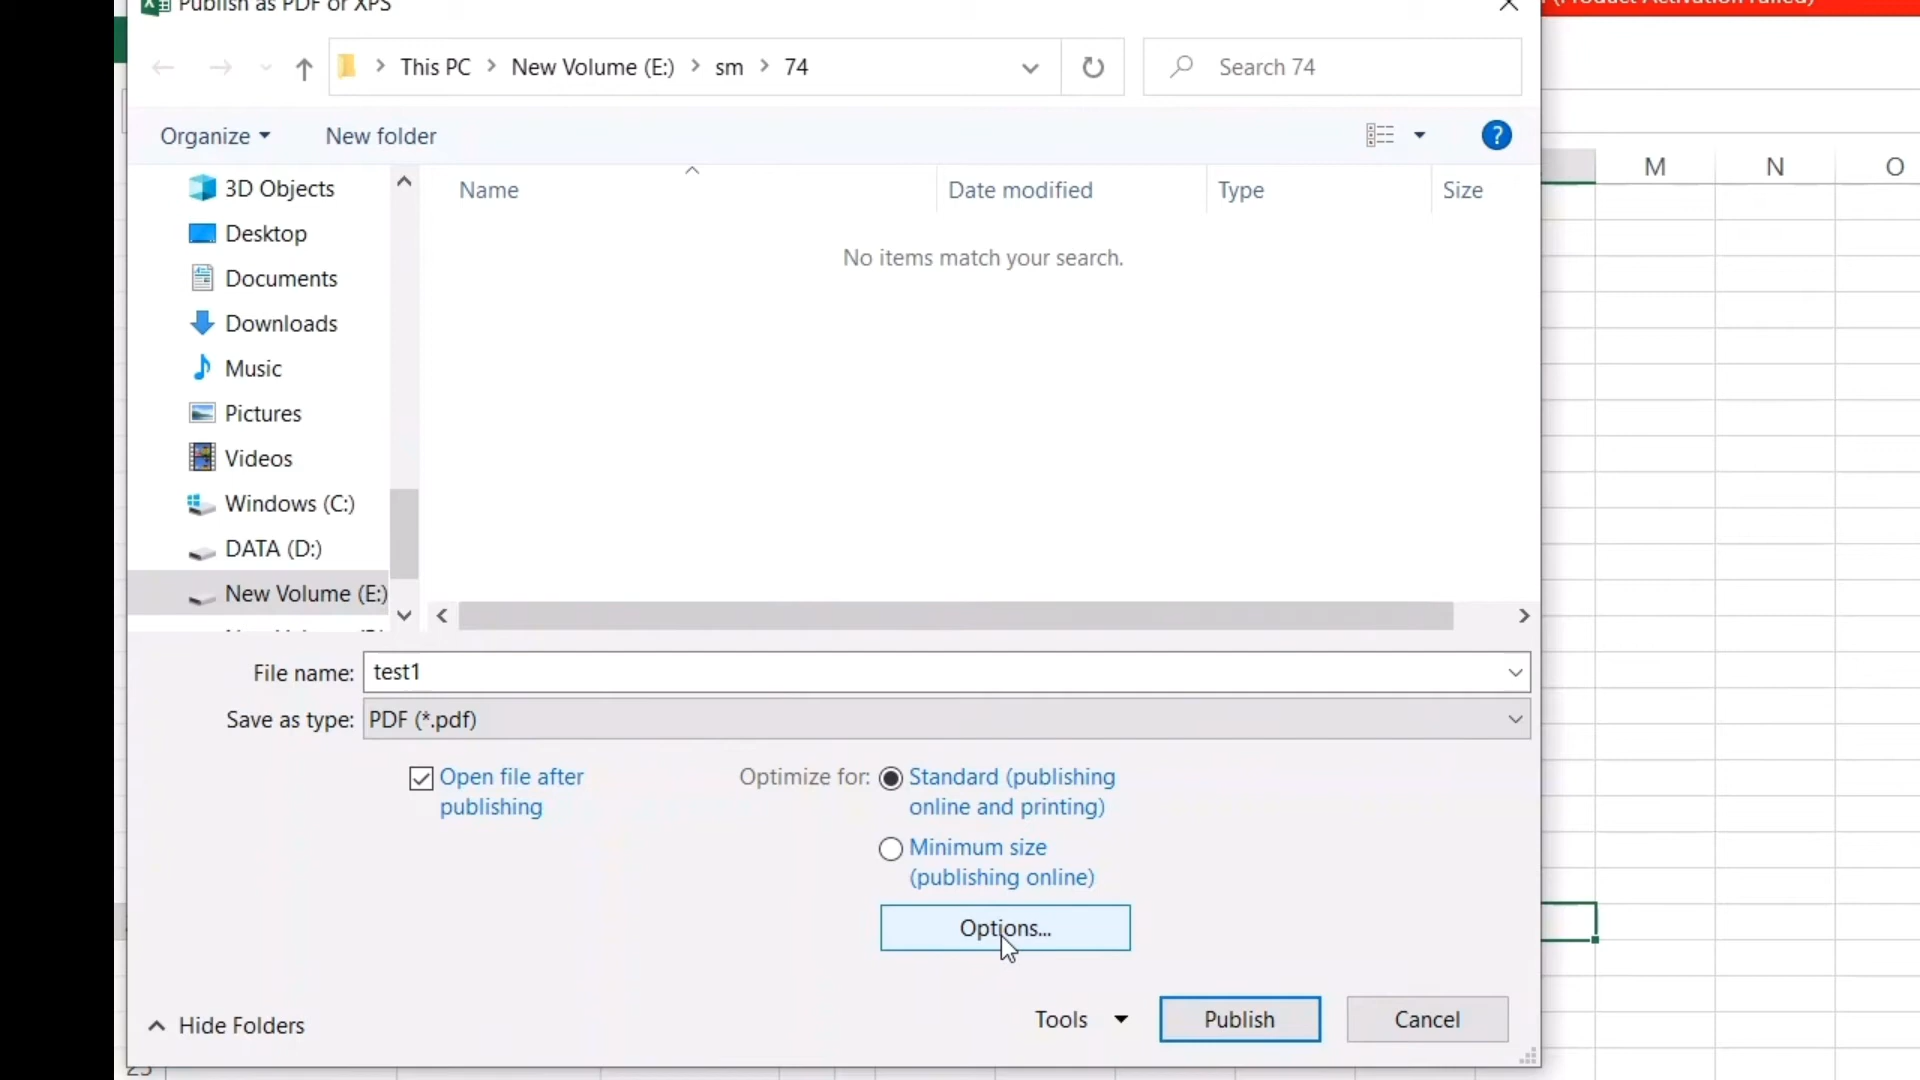 Publish as PDF or XPS
(Product Activation Failed)
This PC > New Volume (E:) > sm > 74
Search 74
Organize
New folder
?
M N O
3D Objects
Desktop
Documents
Downloads
Music
Pictures
Videos
Windows (C:)
DATA (D:)
New Volume (E:)
Name
Date modified
Type
Size
No items match your search.
File name: test1
Save as type: PDF (*.pdf)
Open file after
publishing
Optimize for:
Standard (publishing
online and printing)
Minimum size
(publishing online)
Options...
Hide Folders
Tools
Publish
Cancel